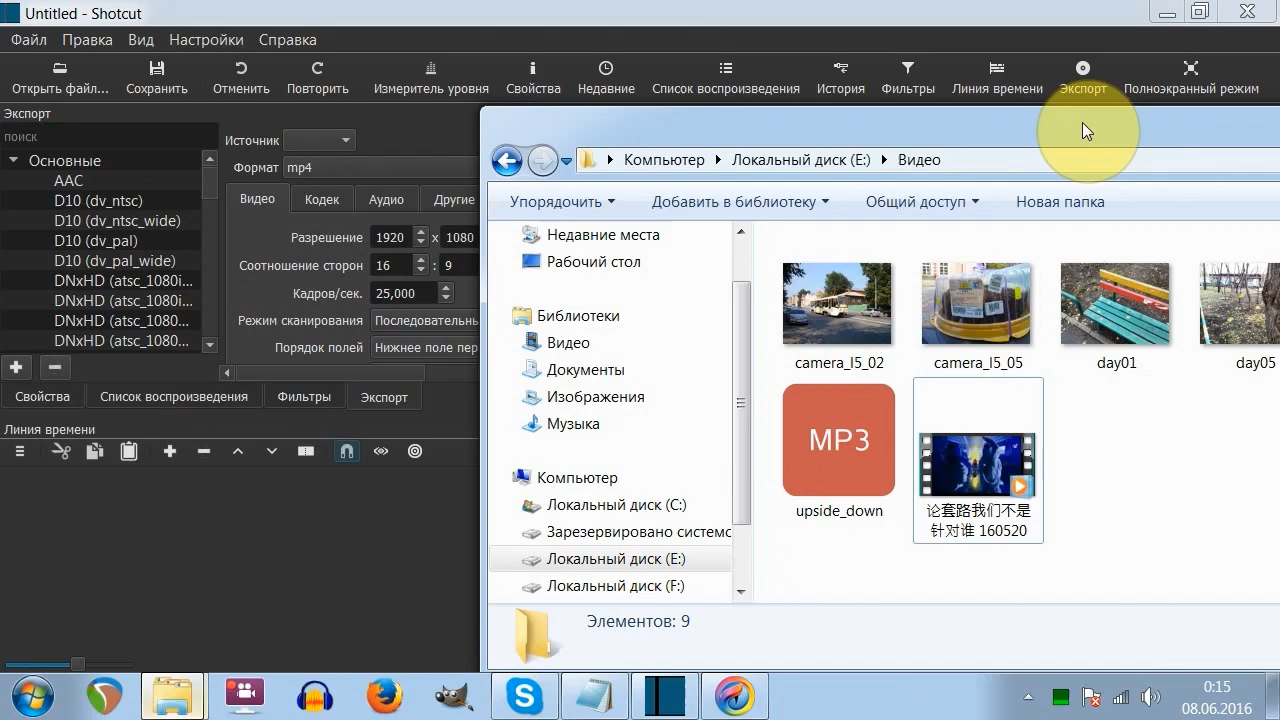 Untitled - Shotcut
Файл Правка Вид Настройки Справка
Открыть файл... Сохранить Отменить Повторить Измеритель уровня Свойства Недавние Список воспроизведения История Фильтры Линия времени Экспорт Полноэкранный режим
Экспорт
поиск
Основные
AAC
D10 (dv_ntsc)
D10 (dv_ntsc_wide)
D10 (dv_pal)
D10 (dv_pal_wide)
DNxHD (atsc_1080i...
DNxHD (atsc_1080i...
DNxHD (atsc_1080...
DNxHD (atsc_1080...
Источник
Формат mp4
Видео Кодек Аудио Другие
Разрешение 1920 x 1080
Соотношение сторон 16 : 9
Кадров/сек. 25,000
Режим сканирования Последовательнь
Порядок полей Нижнее поле пер
Свойства Список воспроизведения Фильтры Экспорт
Линия времени
Компьютер Локальный диск (E:) Видео
Упорядочить Добавить в библиотеку Общий доступ Новая папка
Недавние места
Рабочий стол
Библиотеки
Видео
Документы
Изображения
Музыка
Компьютер
Локальный диск (C:)
Зарезервировано системс
Локальный диск (E:)
Локальный диск (F:)
camera_l5_02 camera_l5_05 day01 day05
MP3
upside_down
论套路我们不是
针对谁 160520
Элементов: 9
0:15
08.06.2016